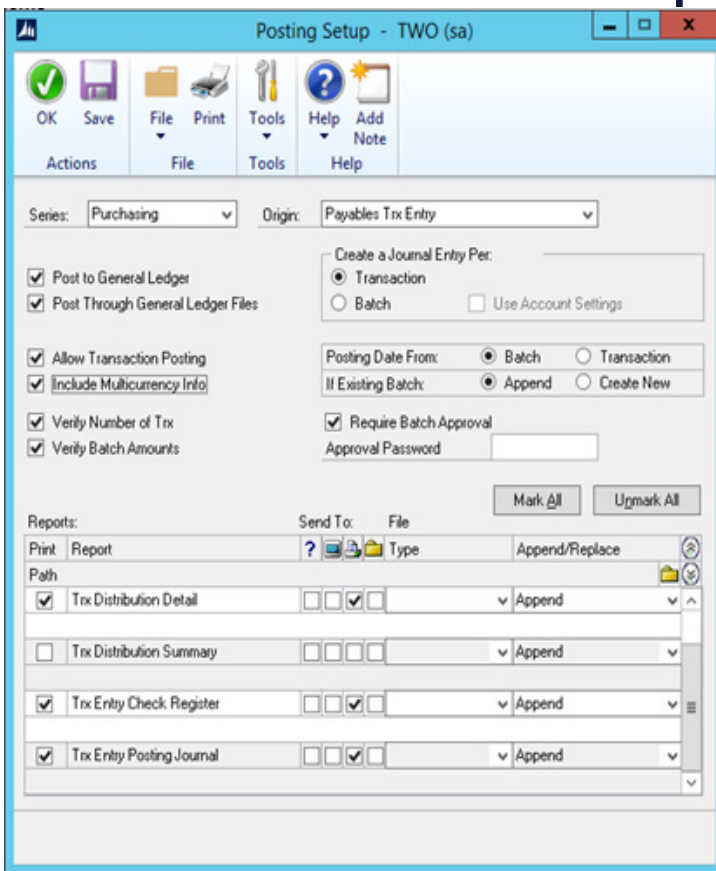 Posting Setup - TWO (sa)
OK Save File Print Tools Help Add Note
Actions File Tools Help
Series: Purchasing Origin: Payables Trx Entry
Create a Journal Entry Per:
Post to General Ledger Transaction
Post Through General Ledger Files Batch Use Account Settings
Allow Transaction Posting Posting Date From: Batch Transaction
Include Multicurrency Info If Existing Batch: Append Create New
Verify Number of Trx Require Batch Approval
Verify Batch Amounts Approval Password
Mark All Unmark All
Reports: Send To: File
Print Report ? Type Append/Replace
Path
Trx Distribution Detail Append
Trx Distribution Summary Append
Trx Entry Check Register Append
Trx Entry Posting Journal Append